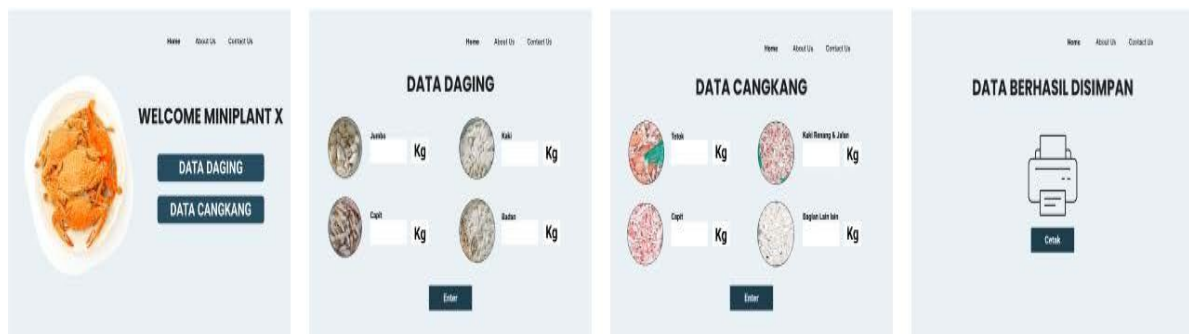 Home About Us Contact Us
WELCOME MINIPLANT X
DATA DAGING
DATA CANGKANG
Home About Us Contact Us
DATA DAGING
Jumbo
Kg
Kaki
Kg
Capit
Kg
Badan
Kg
Enter
Home About Us Contact Us
DATA CANGKANG
Totok
Kg
Kaki Renang & Jalan
Kg
Capit
Kg
Bagian Lain lain
Kg
Enter
Home About Us Contact Us
DATA BERHASIL DISIMPAN
Cetak